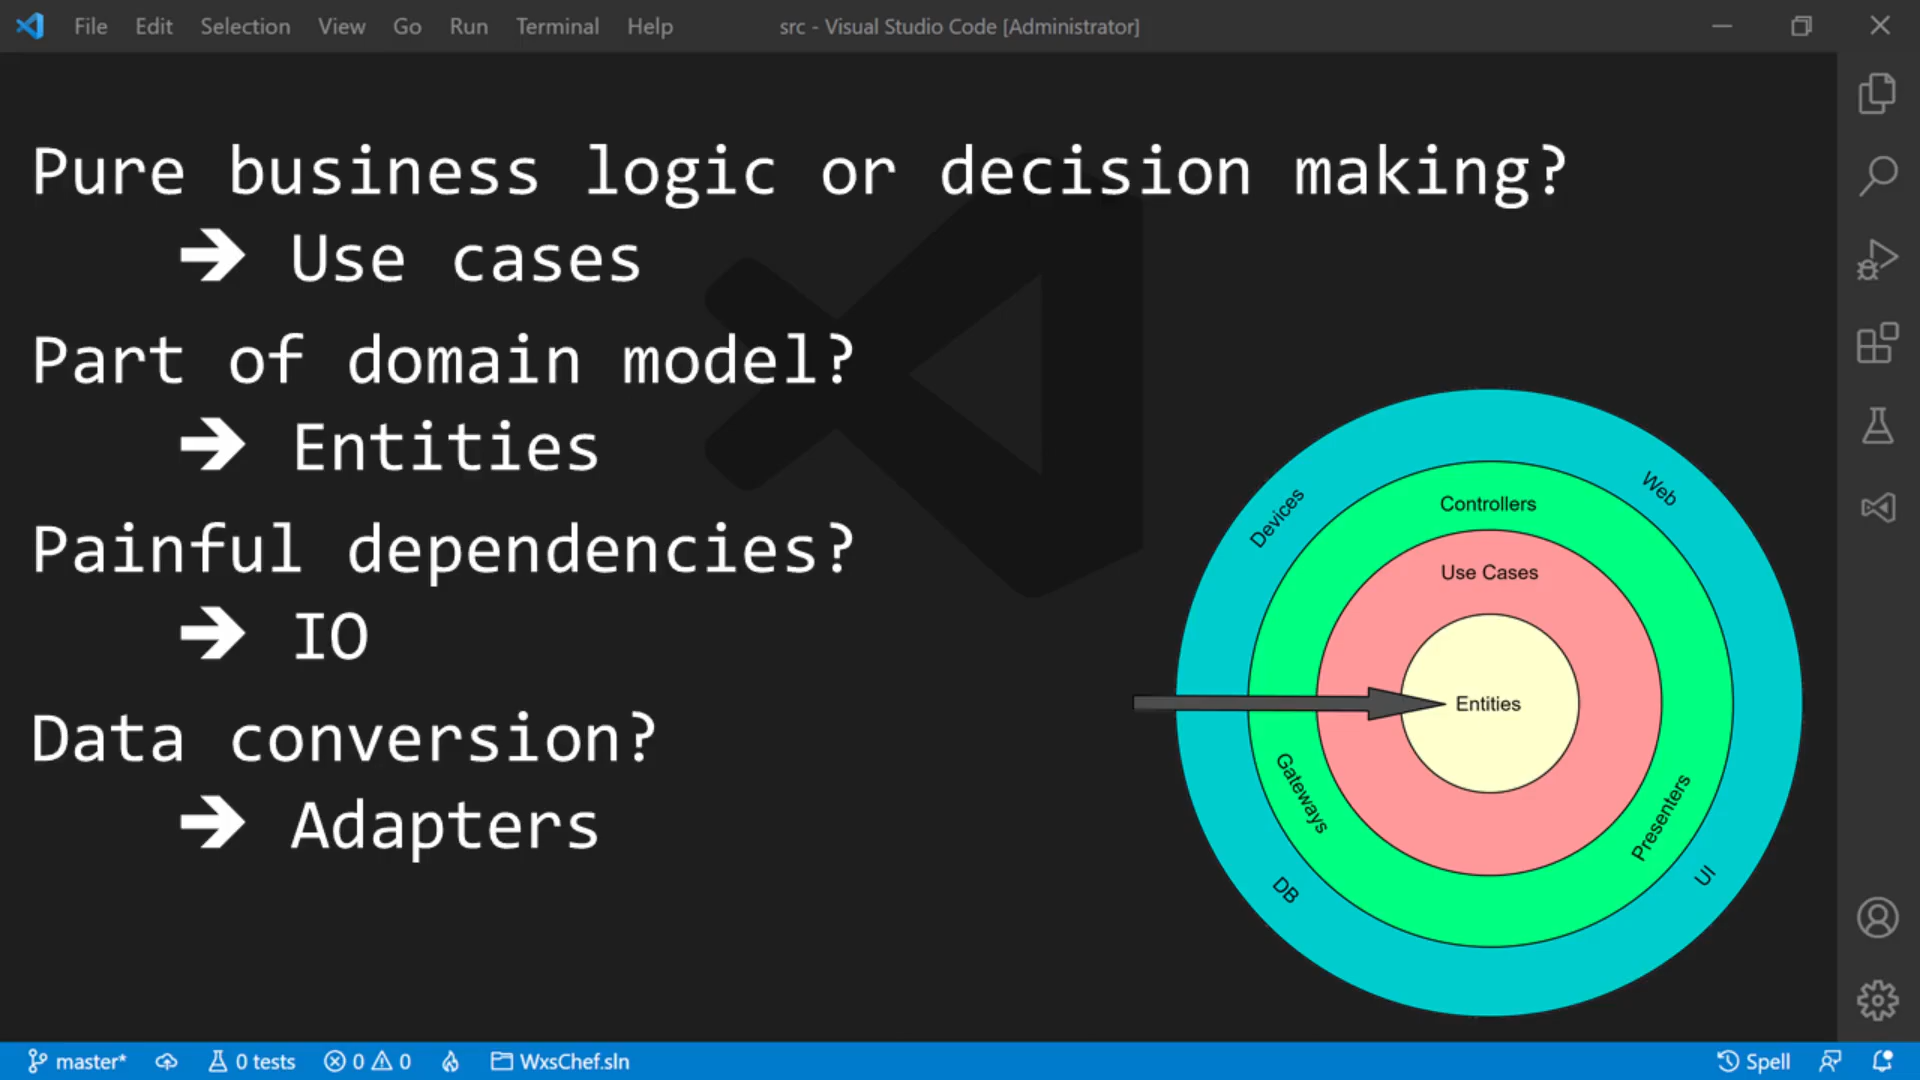 File Edit Selection View Go Run Terminal Help src - Visual Studio Code [Administrator]
Pure business logic or decision making?
➔ Use cases
Part of domain model?
➔ Entities
Painful dependencies?
➔ IO
Data conversion?
➔ Adapters
Devices
Web
Controllers
Use Cases
Entities
Gateways
Presenters
DB
UI
master* 0 tests 0 0 WxsChef.sln Spell